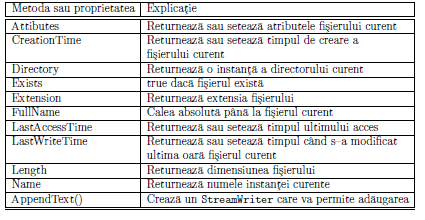 Metoda sau proprietatea Explicaţie
Attibutes Returnează sau setează atributele fişierului curent
CreationTime Returnează sau setează timpul de creare a
fişierului curent
Directory Returnează o instanţă a directorului curent
Exists true dacă fişierul există
Extension Returnează extensia fişierului
FullName Calea absolută până la fişierul curent
LastAccessTime Returnează sau setează timpul ultimului acces
LastWriteTime Returnează sau setează timpul când s–a modificat
ultima oară fişierul curent
Length Returnează dimensiunea fişierului
Name Returnează numele instanţei curente
AppendText() Crează un StreamWriter care va permite adăugarea